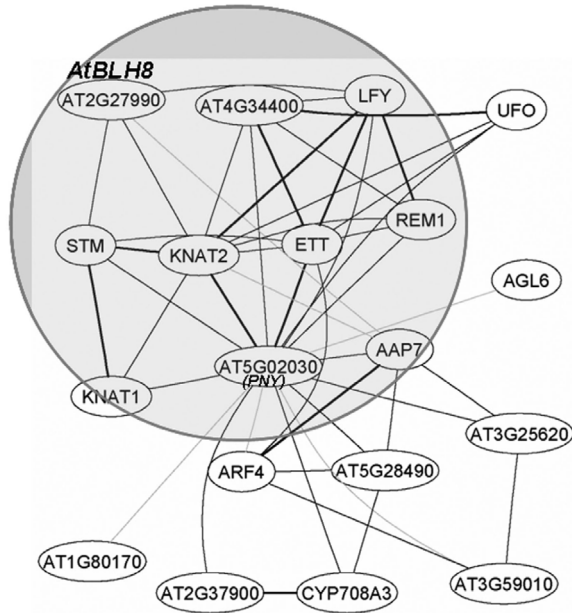 AtBLH8
AT2G27990
AT4G34400
LFY
UFO
STM
KNAT2
ETT
REM1
AGL6
AT5G02030
(PNY)
AAP7
KNAT1
AT3G25620
ARF4
AT5G28490
AT1G80170
AT2G37900
CYP708A3
AT3G59010